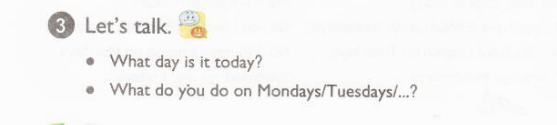 3 Let's talk.
• What day is it today?
• What do you do on Mondays/Tuesdays/...?